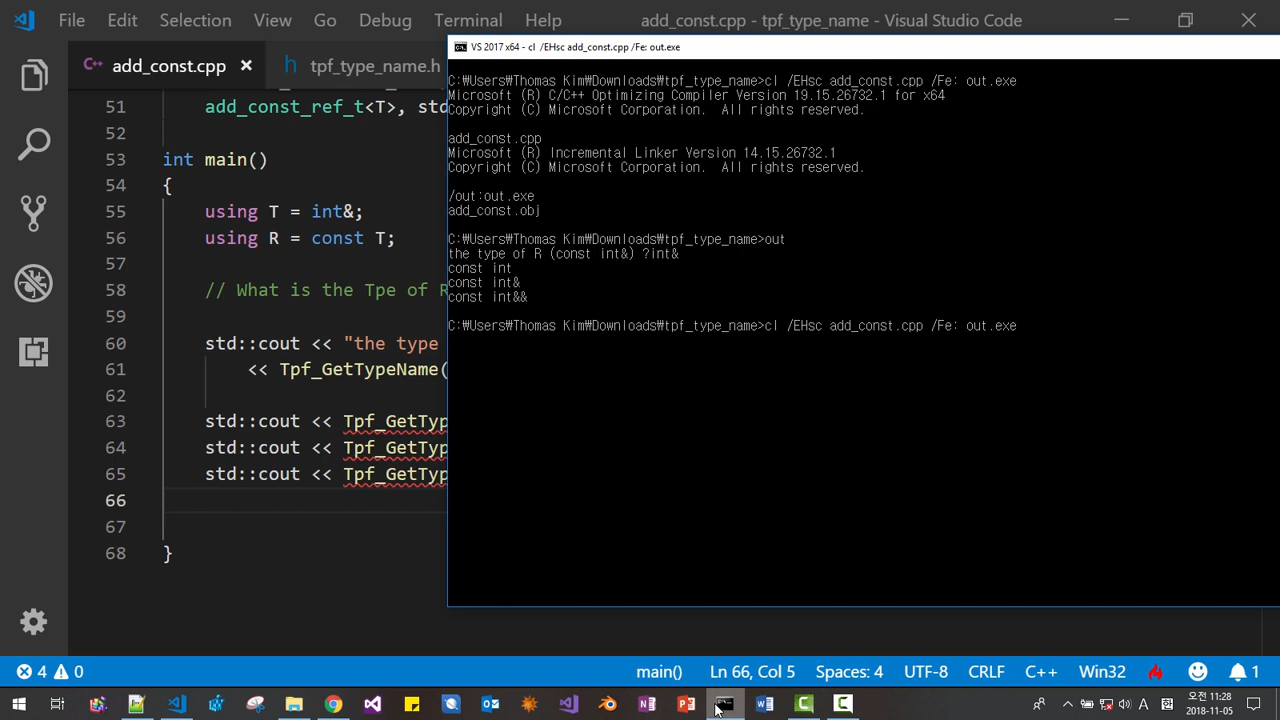 File Edit Selection View Go Debug Terminal Help
add_const.cpp - tpf_type_name - Visual Studio Code
add_const.cpp
tpf_type_name.h
51 add_const_ref_t<T>, std
52
53 int main()
54 {
55 using T = int&;
56 using R = const T;
57
58 // What is the Tpe of R
59
60 std::cout << "the type
61 << Tpf_GetTypeName(
62
63 std::cout << Tpf_GetTyp
64 std::cout << Tpf_GetTyp
65 std::cout << Tpf_GetTyp
66
67
68 }
VS 2017 x64 - cl /EHsc add_const.cpp /Fe: out.exe
C:₩Users₩Thomas Kim₩Downloads₩tpf_type_name>cl /EHsc add_const.cpp /Fe: out.exe
Microsoft (R) C/C++ Optimizing Compiler Version 19.15.26732.1 for x64
Copyright (C) Microsoft Corporation. All rights reserved.
add_const.cpp
Microsoft (R) Incremental Linker Version 14.15.26732.1
Copyright (C) Microsoft Corporation. All rights reserved.
/out:out.exe
add_const.obj
C:₩Users₩Thomas Kim₩Downloads₩tpf_type_name>out
the type of R (const int&) ?int&
const int
const int&
const int&&
C:₩Users₩Thomas Kim₩Downloads₩tpf_type_name>cl /EHsc add_const.cpp /Fe: out.exe
4 0 main() Ln 66, Col 5 Spaces: 4 UTF-8 CRLF C++ Win32 1
A 오전 11:28
2018-11-05